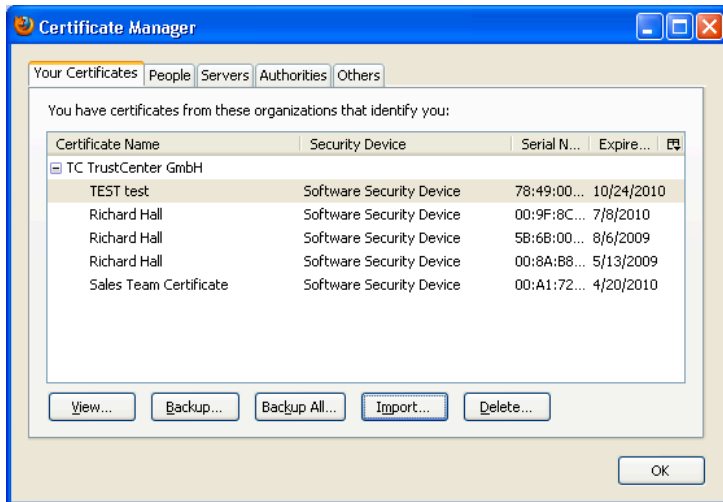 Certificate Manager
Your Certificates People Servers Authorities Others
You have certificates from these organizations that identify you:
Certificate Name Security Device Serial N... Expire...
TC TrustCenter GmbH
TEST test Software Security Device 78:49:00... 10/24/2010
Richard Hall Software Security Device 00:9F:8C... 7/8/2010
Richard Hall Software Security Device 5B:6B:00... 8/6/2009
Richard Hall Software Security Device 00:8A:B8... 5/13/2009
Sales Team Certificate Software Security Device 00:A1:72... 4/20/2010
View... Backup... Backup All... Import... Delete...
OK